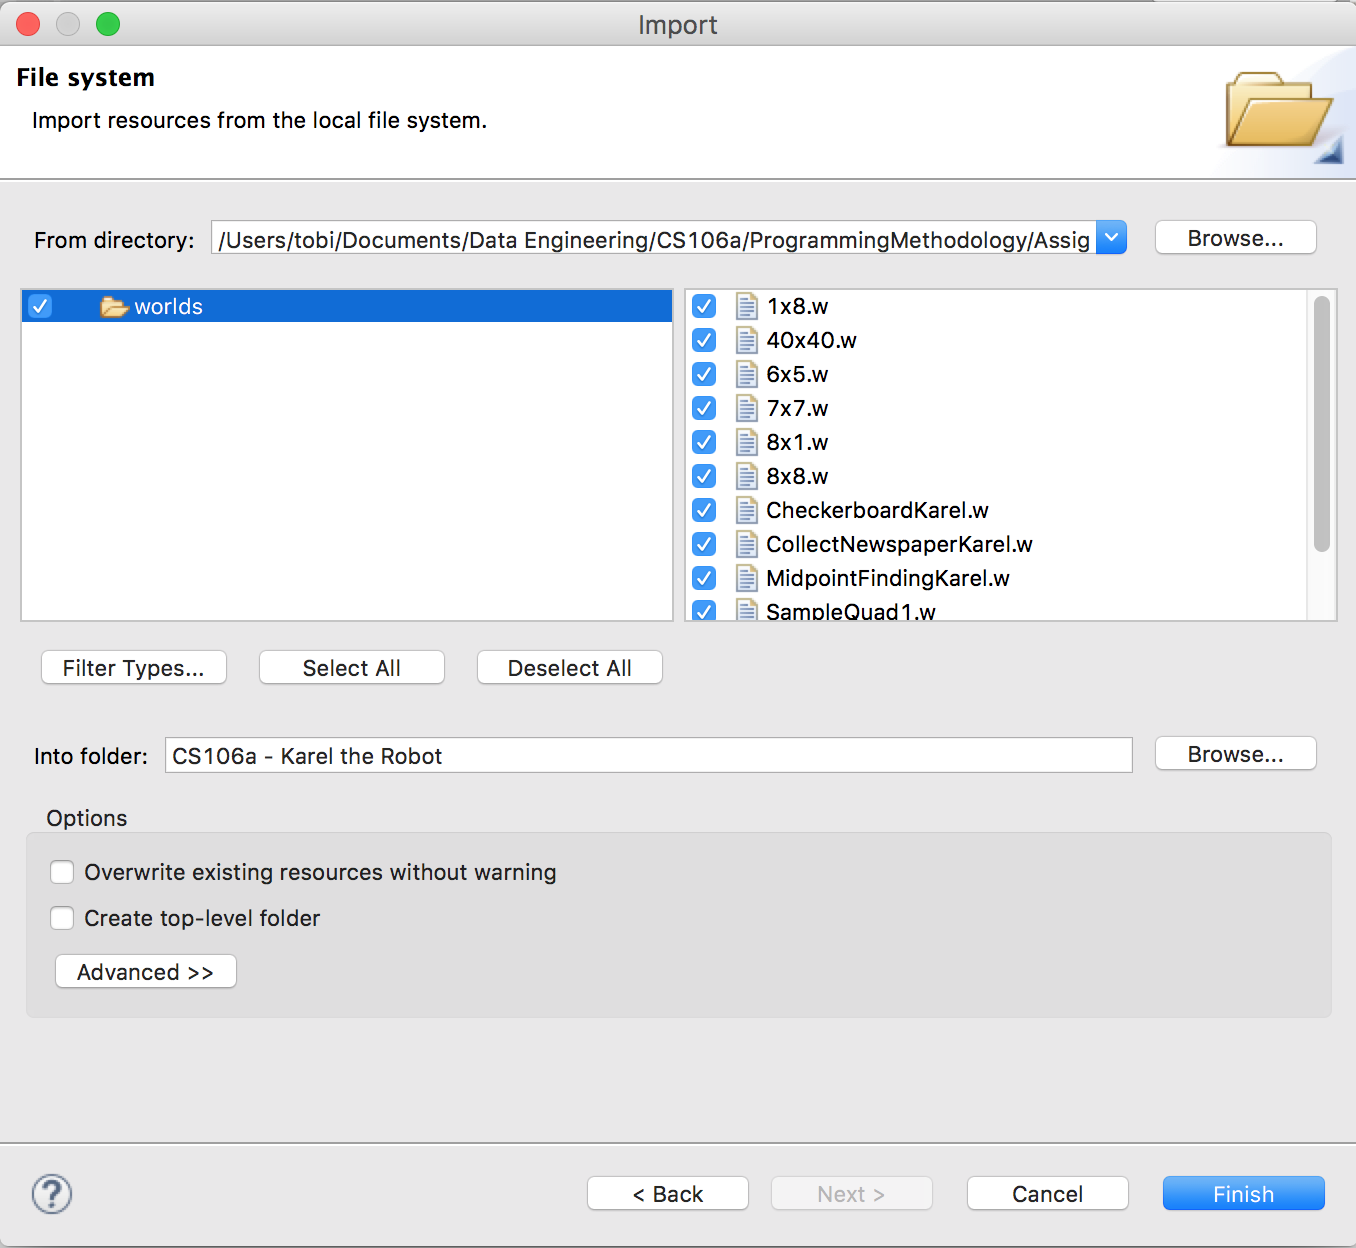 Import
File system
Import resources from the local file system.
From directory: /Users/tobi/Documents/Data Engineering/CS106a/ProgrammingMethodology/Assig Browse...
worlds
1x8.w
40x40.w
6x5.w
7x7.w
8x1.w
8x8.w
CheckerboardKarel.w
CollectNewspaperKarel.w
MidpointFindingKarel.w
SampleQuad1.w
Filter Types... Select All Deselect All
Into folder: CS106a - Karel the Robot Browse...
Options
Overwrite existing resources without warning
Create top-level folder
Advanced >>
? < Back Next > Cancel Finish